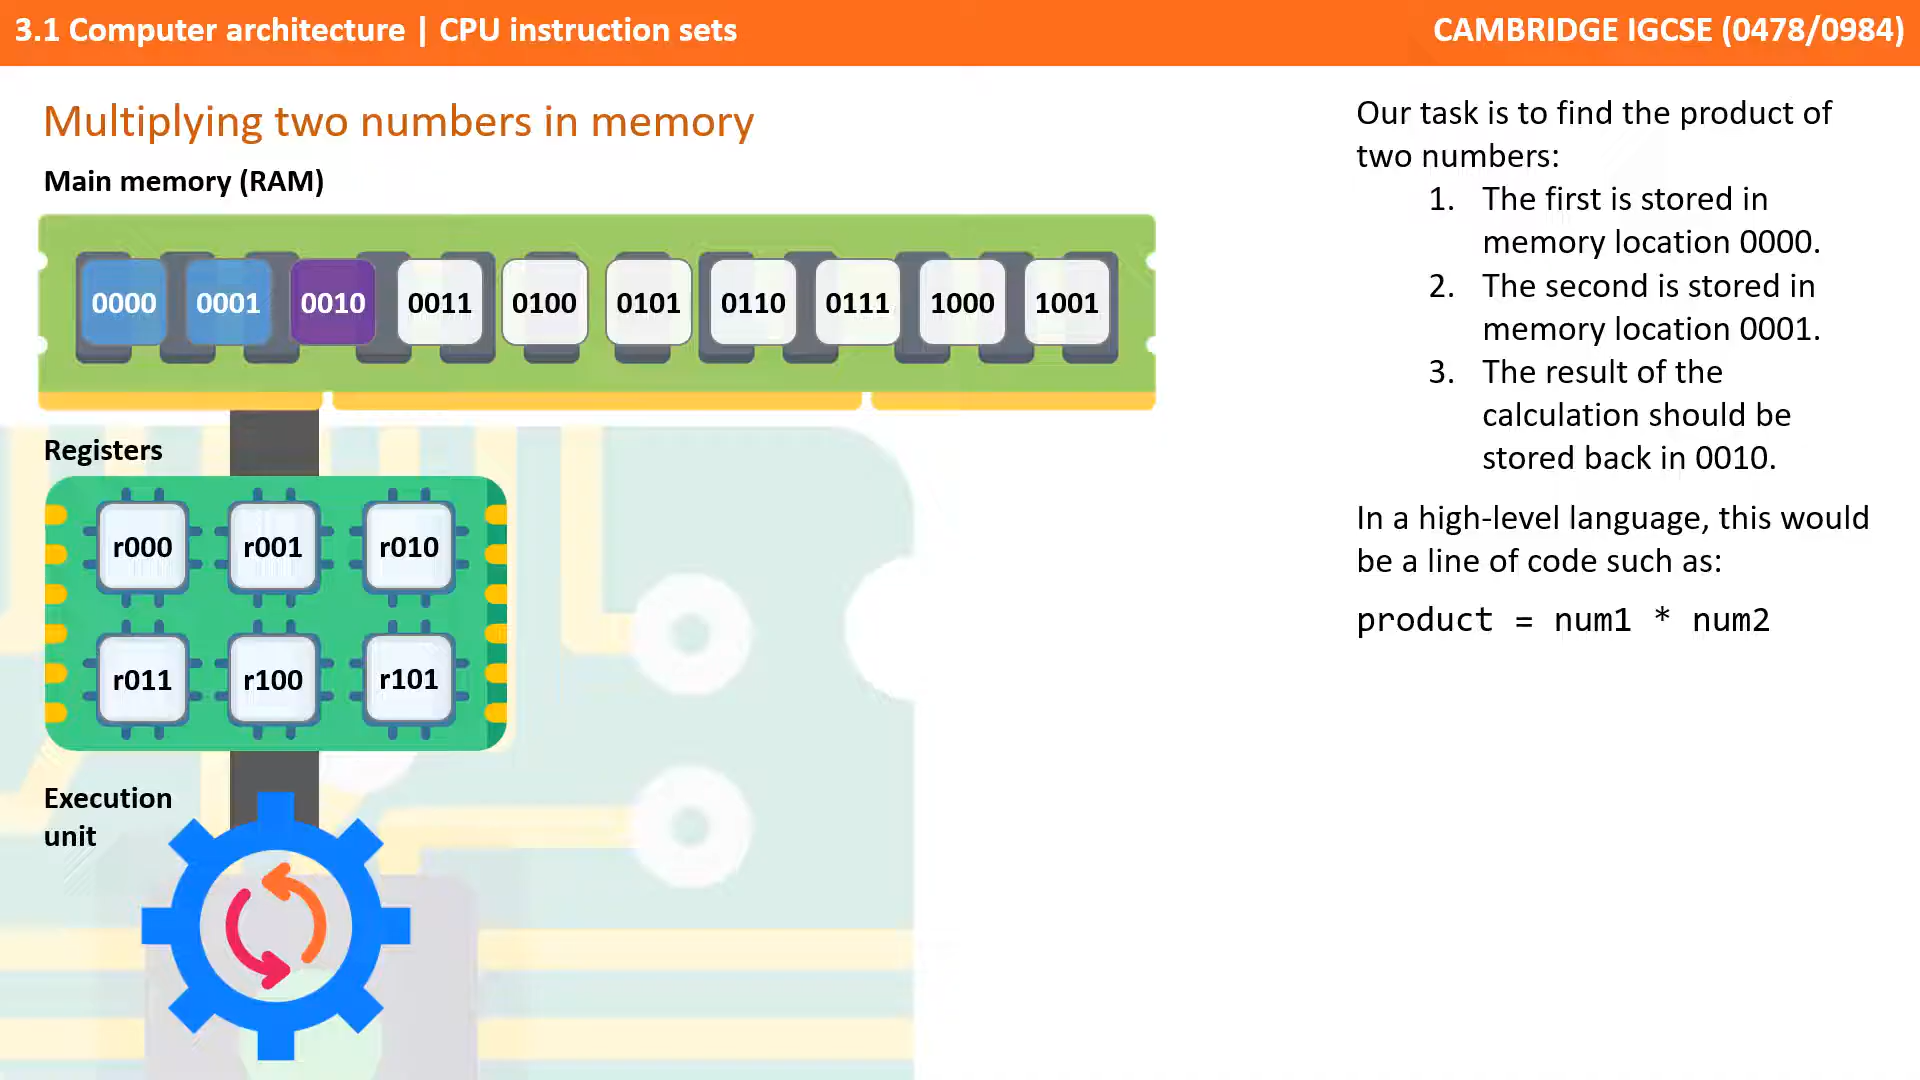 3.1 Computer architecture | CPU instruction sets
CAMBRIDGE IGCSE (0478/0984)
Multiplying two numbers in memory
Main memory (RAM)
0000 0001 0010 0011 0100 0101 0110 0111 1000 1001
Registers
r000 r001 r010
r011 r100 r101
Execution
unit
Our task is to find the product of
two numbers:
1. The first is stored in
memory location 0000.
2. The second is stored in
memory location 0001.
3. The result of the
calculation should be
stored back in 0010.
In a high-level language, this would
be a line of code such as:
product = num1 * num2